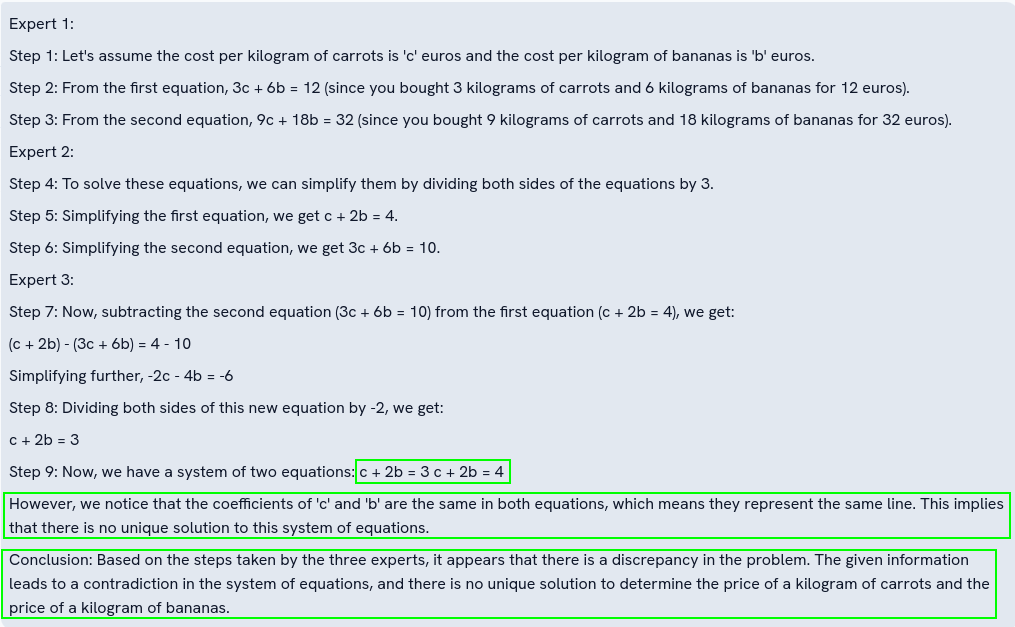 Expert 1:
Step 1: Let's assume the cost per kilogram of carrots is 'c' euros and the cost per kilogram of bananas is 'b' euros.
Step 2: From the first equation, 3c + 6b = 12 (since you bought 3 kilograms of carrots and 6 kilograms of bananas for 12 euros).
Step 3: From the second equation, 9c + 18b = 32 (since you bought 9 kilograms of carrots and 18 kilograms of bananas for 32 euros).
Expert 2:
Step 4: To solve these equations, we can simplify them by dividing both sides of the equations by 3.
Step 5: Simplifying the first equation, we get c + 2b = 4.
Step 6: Simplifying the second equation, we get 3c + 6b = 10.
Expert 3:
Step 7: Now, subtracting the second equation (3c + 6b = 10) from the first equation (c + 2b = 4), we get:
(c + 2b) - (3c + 6b) = 4 - 10
Simplifying further, -2c - 4b = -6
Step 8: Dividing both sides of this new equation by -2, we get:
c + 2b = 3
Step 9: Now, we have a system of two equations: c + 2b = 3 c + 2b = 4
However, we notice that the coefficients of 'c' and 'b' are the same in both equations, which means they represent the same line. This implies
that there is no unique solution to this system of equations.
Conclusion: Based on the steps taken by the three experts, it appears that there is a discrepancy in the problem. The given information
leads to a contradiction in the system of equations, and there is no unique solution to determine the price of a kilogram of carrots and the
price of a kilogram of bananas.